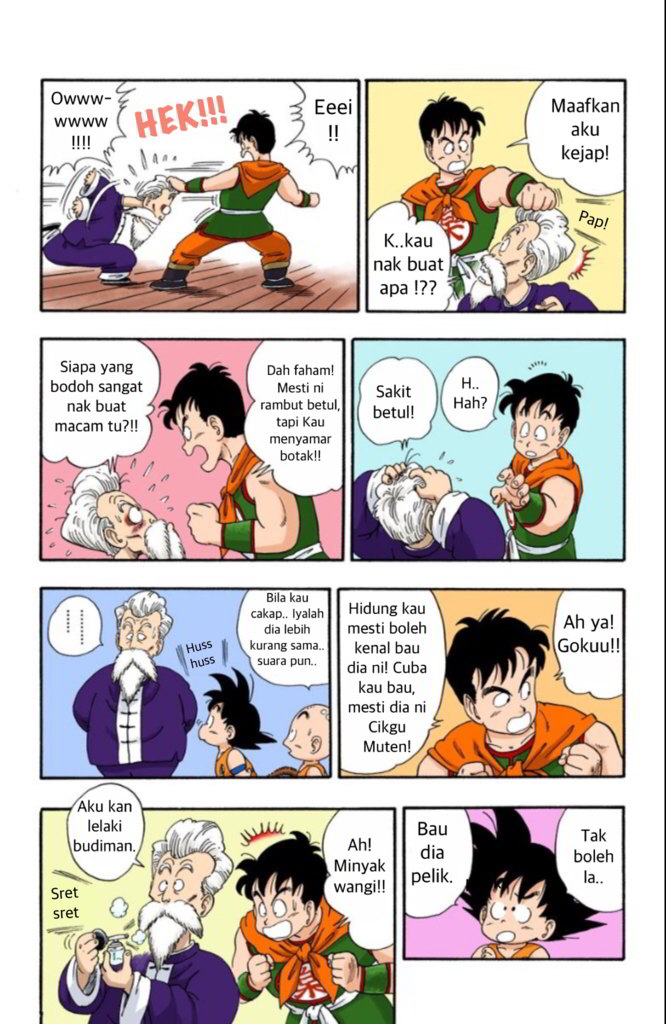 Maafkan
aku
kejap!
Pap!
K..kau
nak buat
apa !??
Eeei
!!
HEK!!!
Owww-
wwww
!!!!
H..
Hah?
Sakit
betul!
Dah faham!
Mesti ni
rambut betul,
tapi Kau
menyamar
botak!!
Siapa yang
bodoh sangat
nak buat
macam tu?!!
Ah ya!
Gokuu!!
Hidung kau
mesti boleh
kenal bau
dia ni! Cuba
kau bau,
mesti dia ni
Cikgu
Muten!
Bila kau
cakap.. Iyalah
dia lebih
kurang sama..
suara pun..
Huss
huss
Tak
boleh
la..
Bau
dia
pelik.
Ah!
Minyak
wangi!!
Aku kan
lelaki
budiman.
Sret
sret